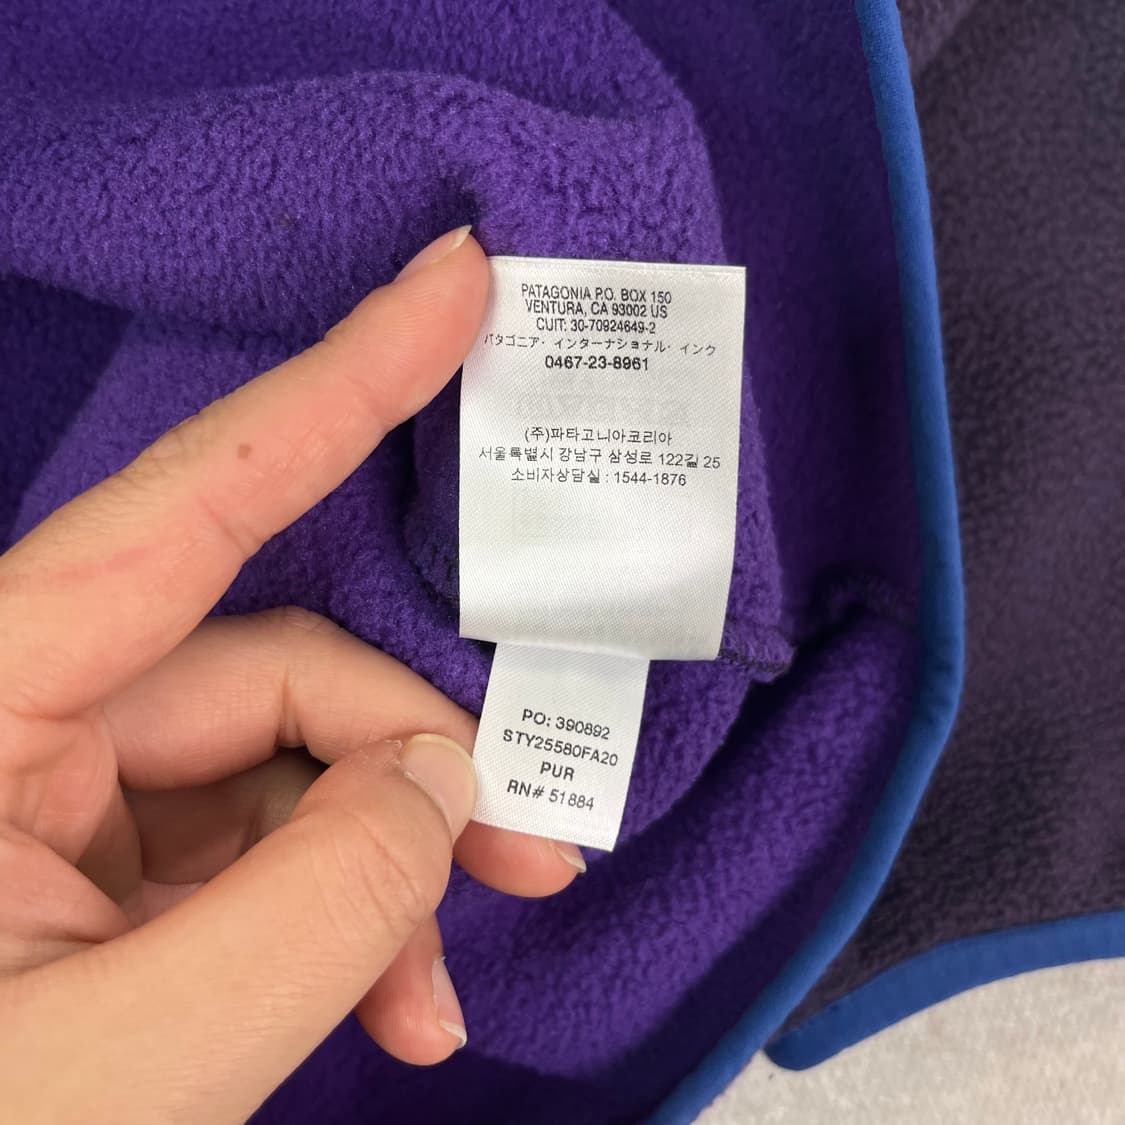 PATAGONIA P.O. BOX 150
VENTURA, CA 93002 US
CUIT: 30-70924649-2
パタゴニア・インターナショナル・インク
0467-23-8961
(주)파타고니아코리아
서울특별시 강남구 삼성로 122길 25
소비자상담실 : 1544-1876
PO: 390892
STY25580FA20
PUR
RN# 51884